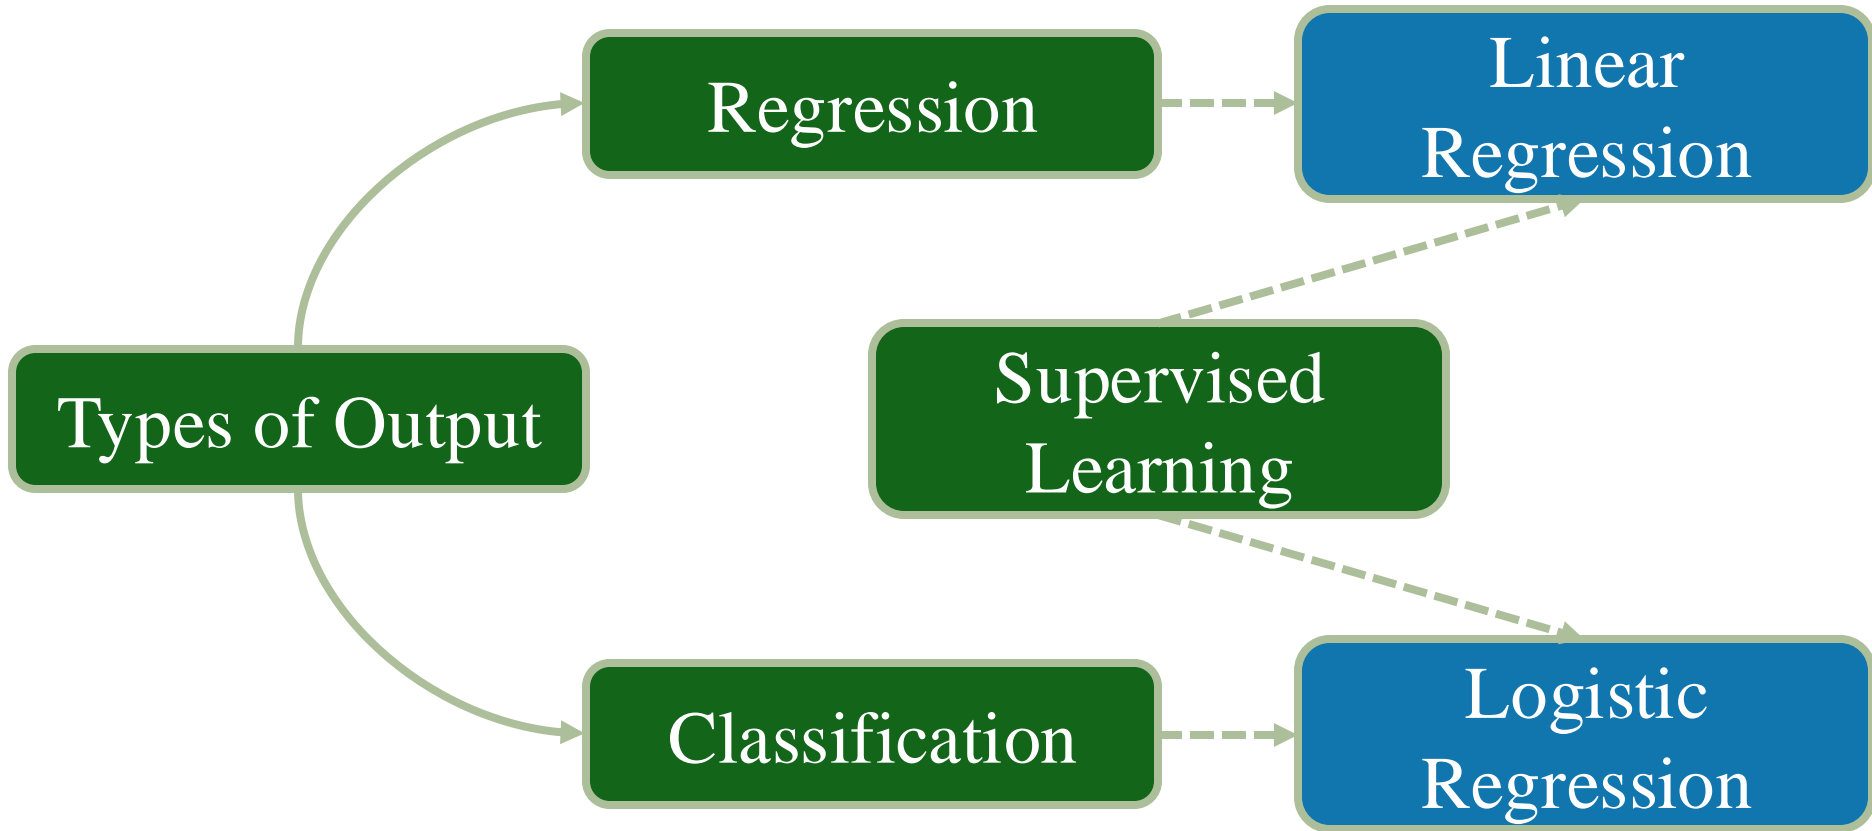 Regression
Linear
Regression
Types of Output
Supervised
Learning
Classification
Logistic
Regression